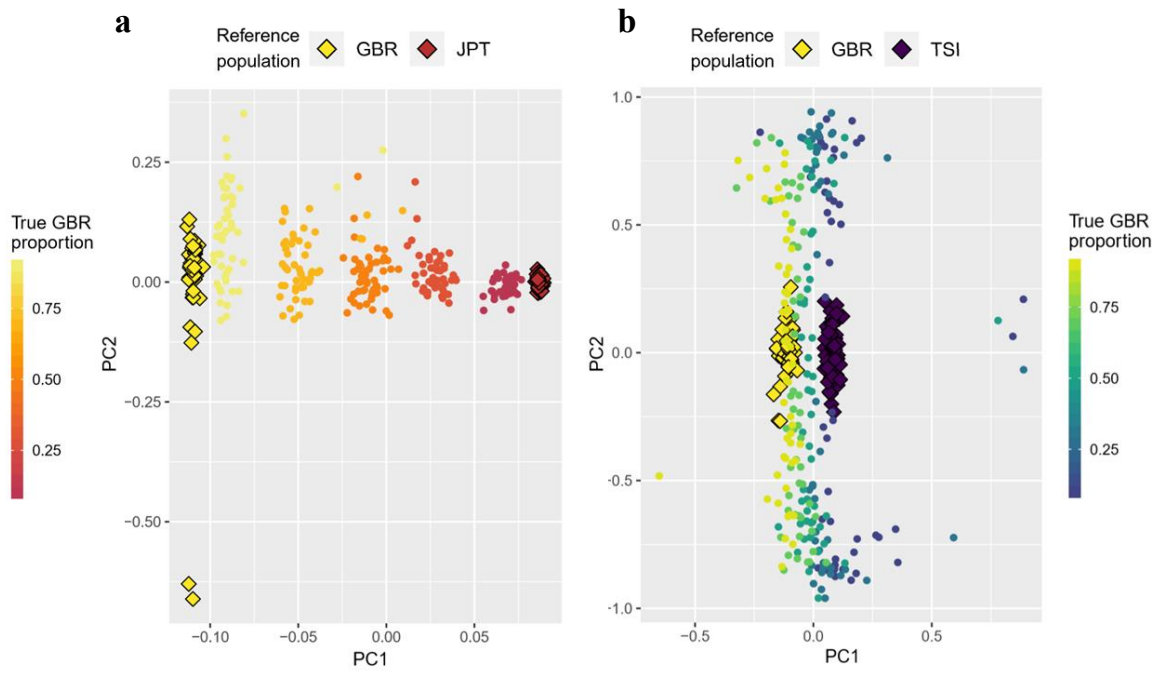 a
Reference
population
GBR
JPT
True GBR
proportion
0.75
0.50
0.25
PC2
0.25
0.00
−0.25
−0.50
−0.10
−0.05
0.00
0.05
PC1
b
Reference
population
GBR
TSI
PC2
1.0
0.5
0.0
-0.5
-1.0
−0.5
0.0
0.5
PC1
True GBR
proportion
0.75
0.50
0.25